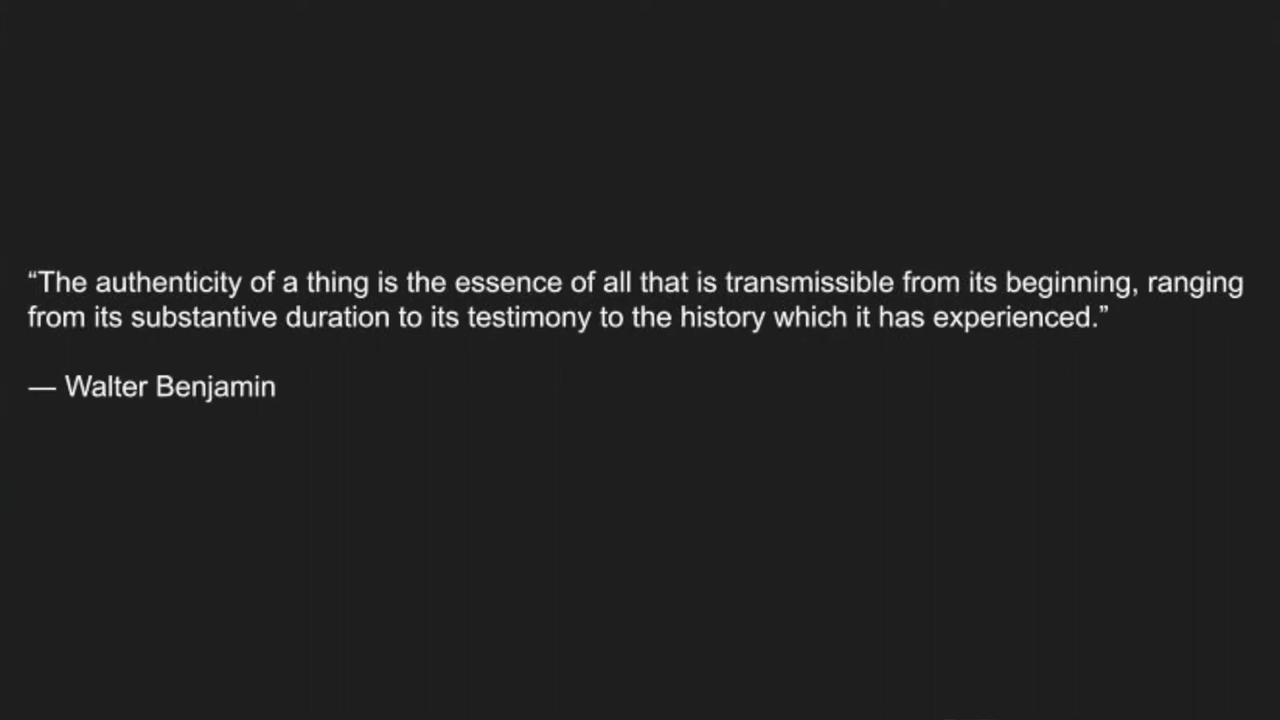 “The authenticity of a thing is the essence of all that is transmissible from its beginning, ranging
from its substantive duration to its testimony to the history which it has experienced.”
— Walter Benjamin